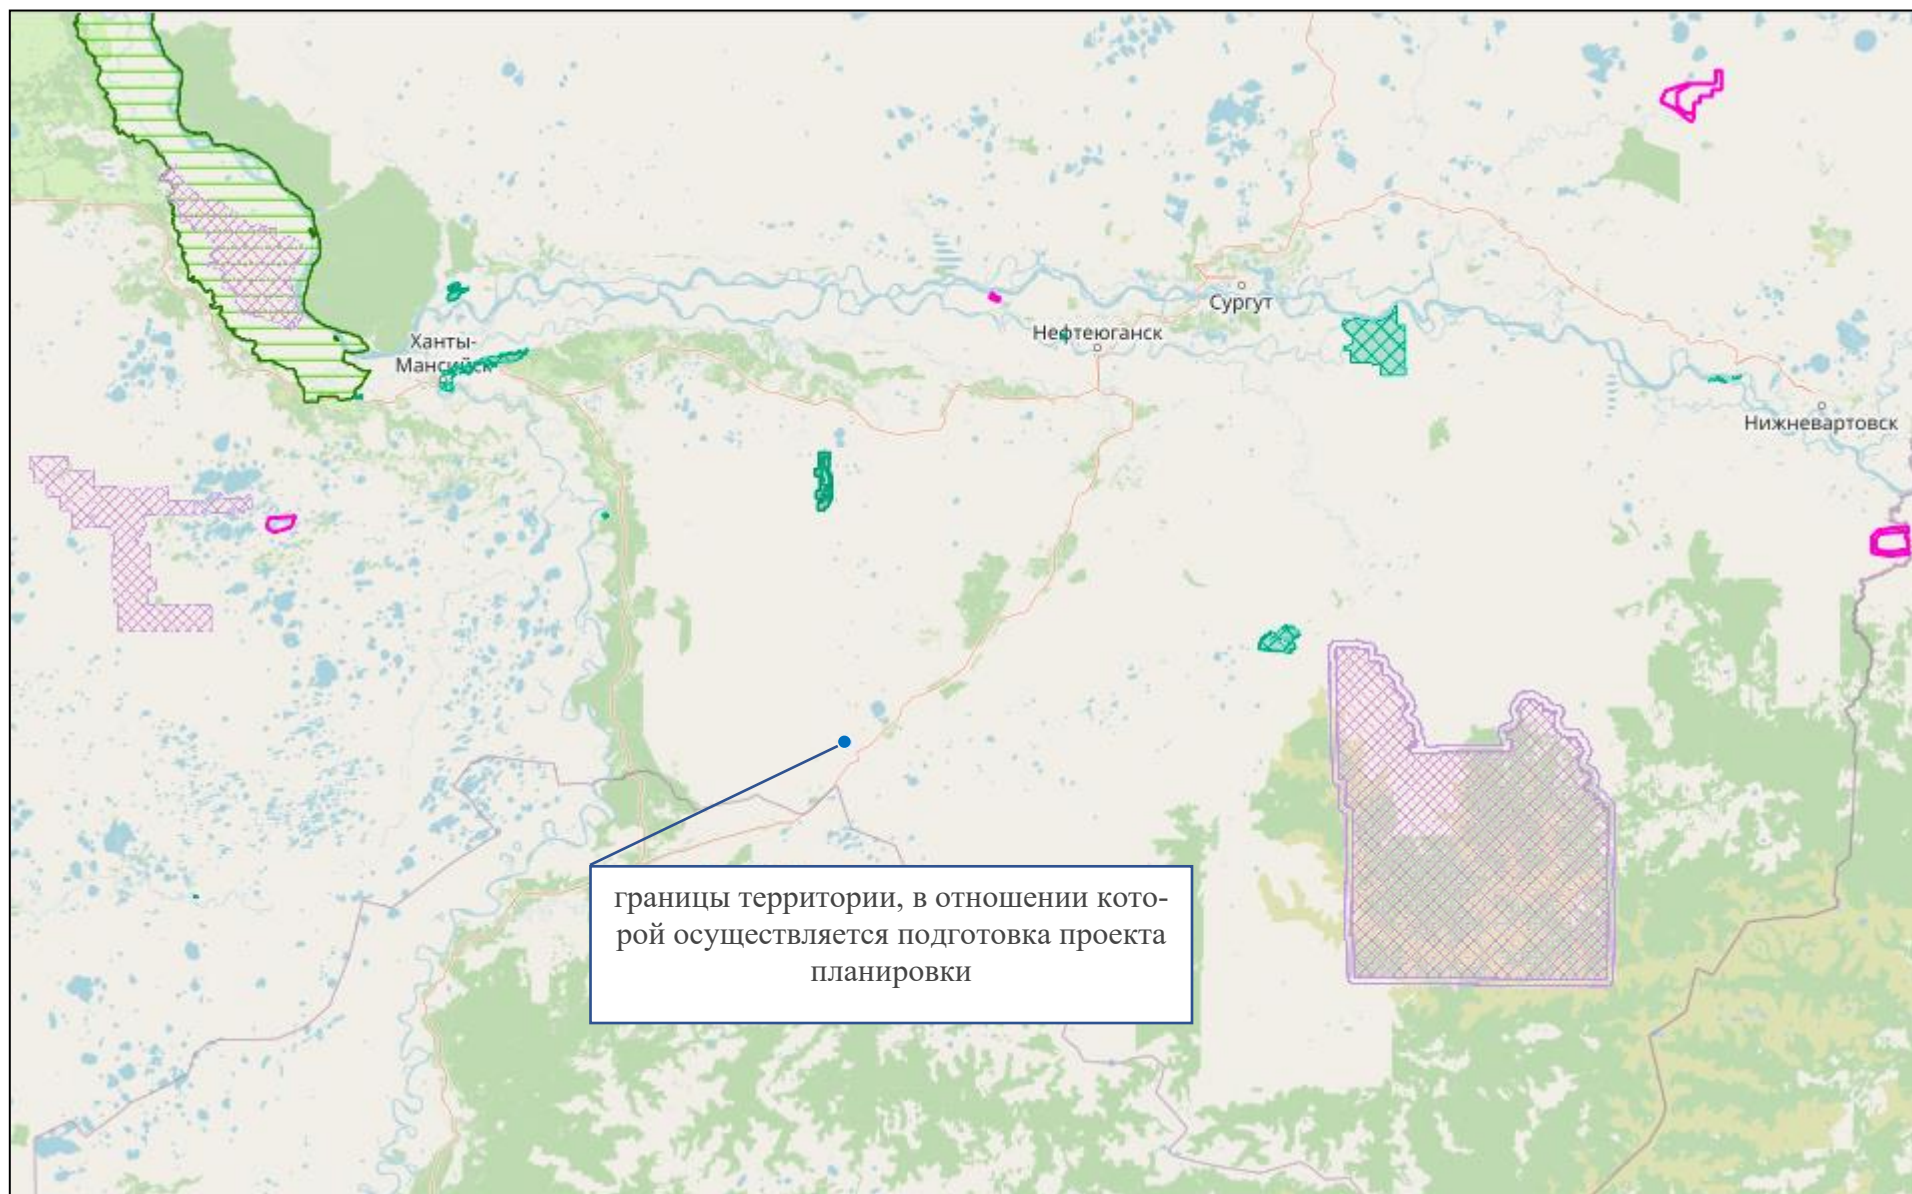 Сургут
Нефтеюганск
Ханты-
Мансийск
Нижневартовск
границы территории, в отношении кото-
рой осуществляется подготовка проекта
планировки